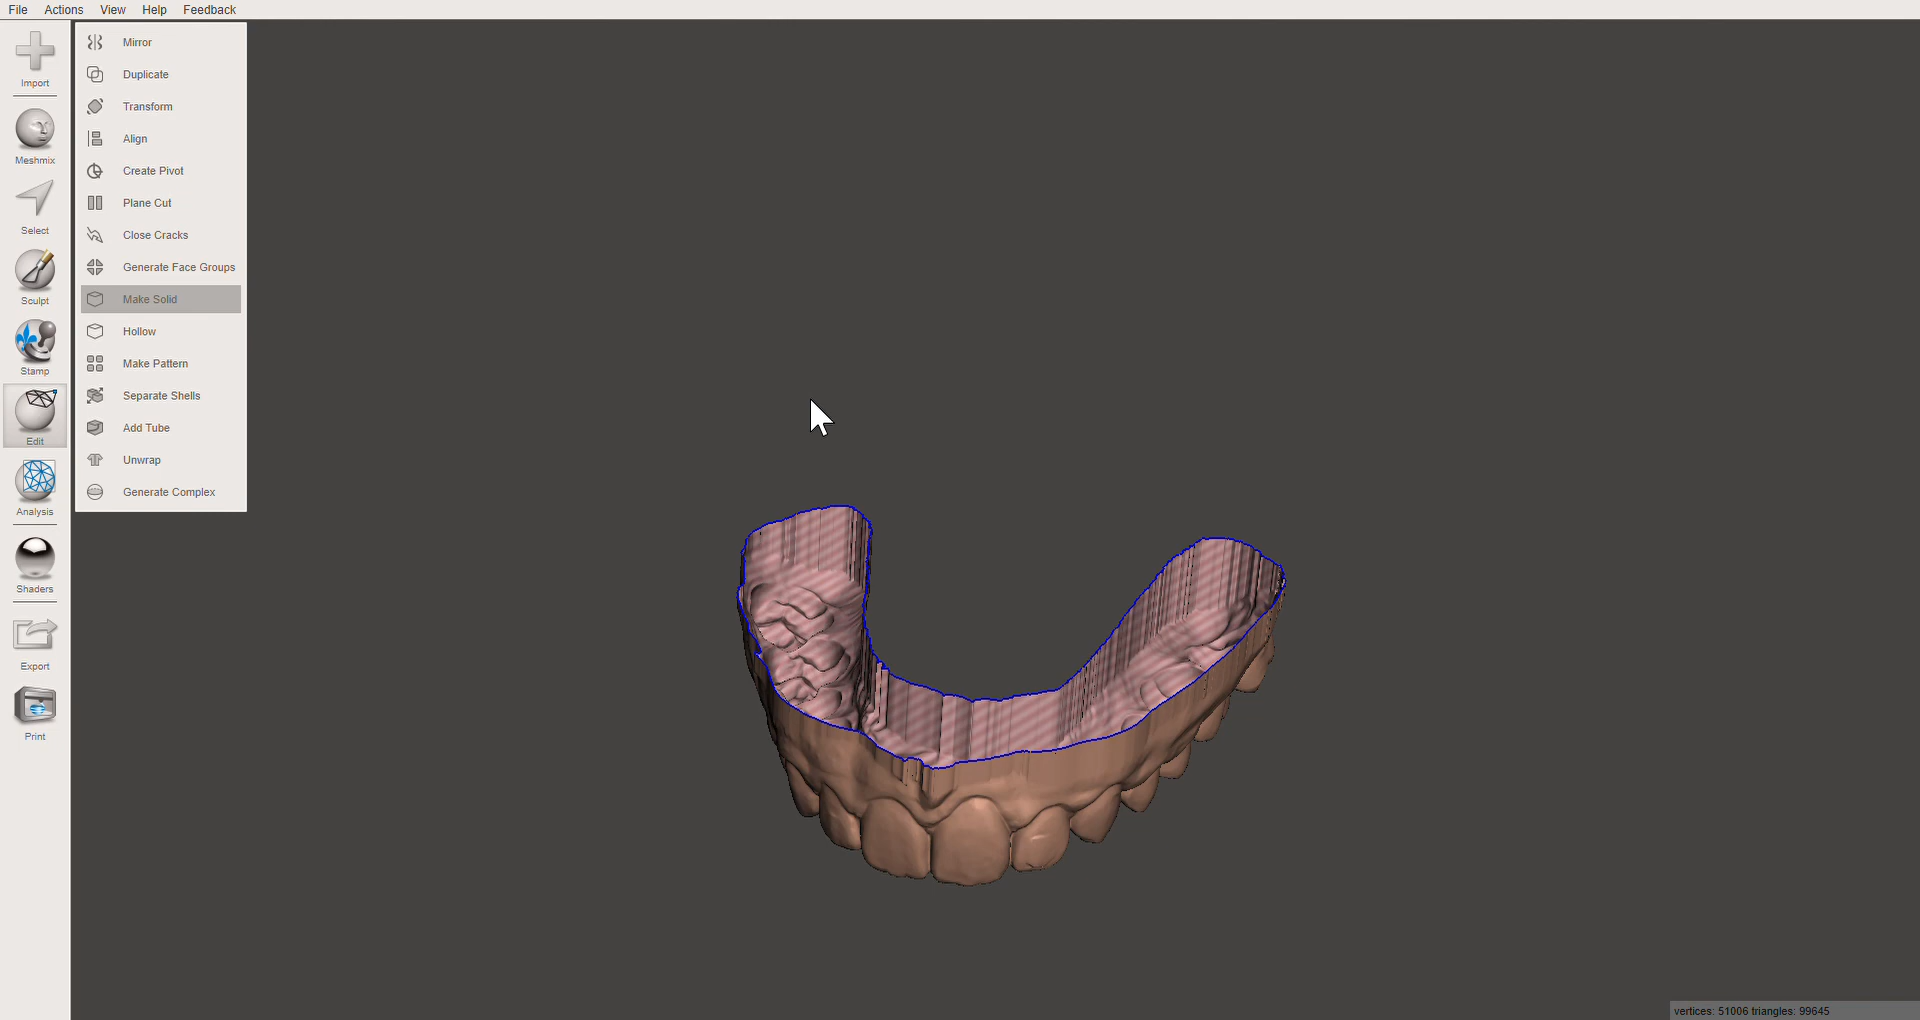 File Actions View Help Feedback
Import
Meshmix
Select
Sculpt
Stamp
Edit
Analysis
Shaders
Export
Print
Mirror
Duplicate
Transform
Align
Create Pivot
Plane Cut
Close Cracks
Generate Face Groups
Make Solid
Hollow
Make Pattern
Separate Shells
Add Tube
Unwrap
Generate Complex
vertices: 51006 triangles: 99645